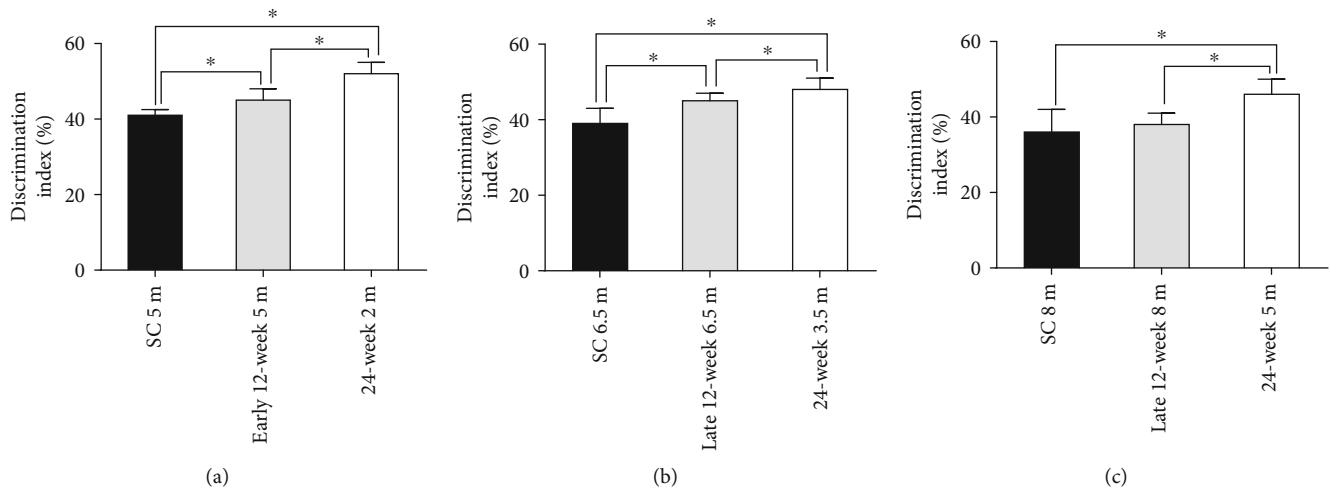 Discrimination
index (%)
60
40
20
0
*
*
*
SC 5 m
Early 12-week 5 m
24-week 2 m
(a)
Discrimination
index (%)
60
40
20
0
*
*
*
SC 6.5 m
Late 12-week 6.5 m
24-week 3.5 m
(b)
Discrimination
index (%)
60
40
20
0
*
*
SC 8 m
Late 12-week 8 m
24-week 5 m
(c)